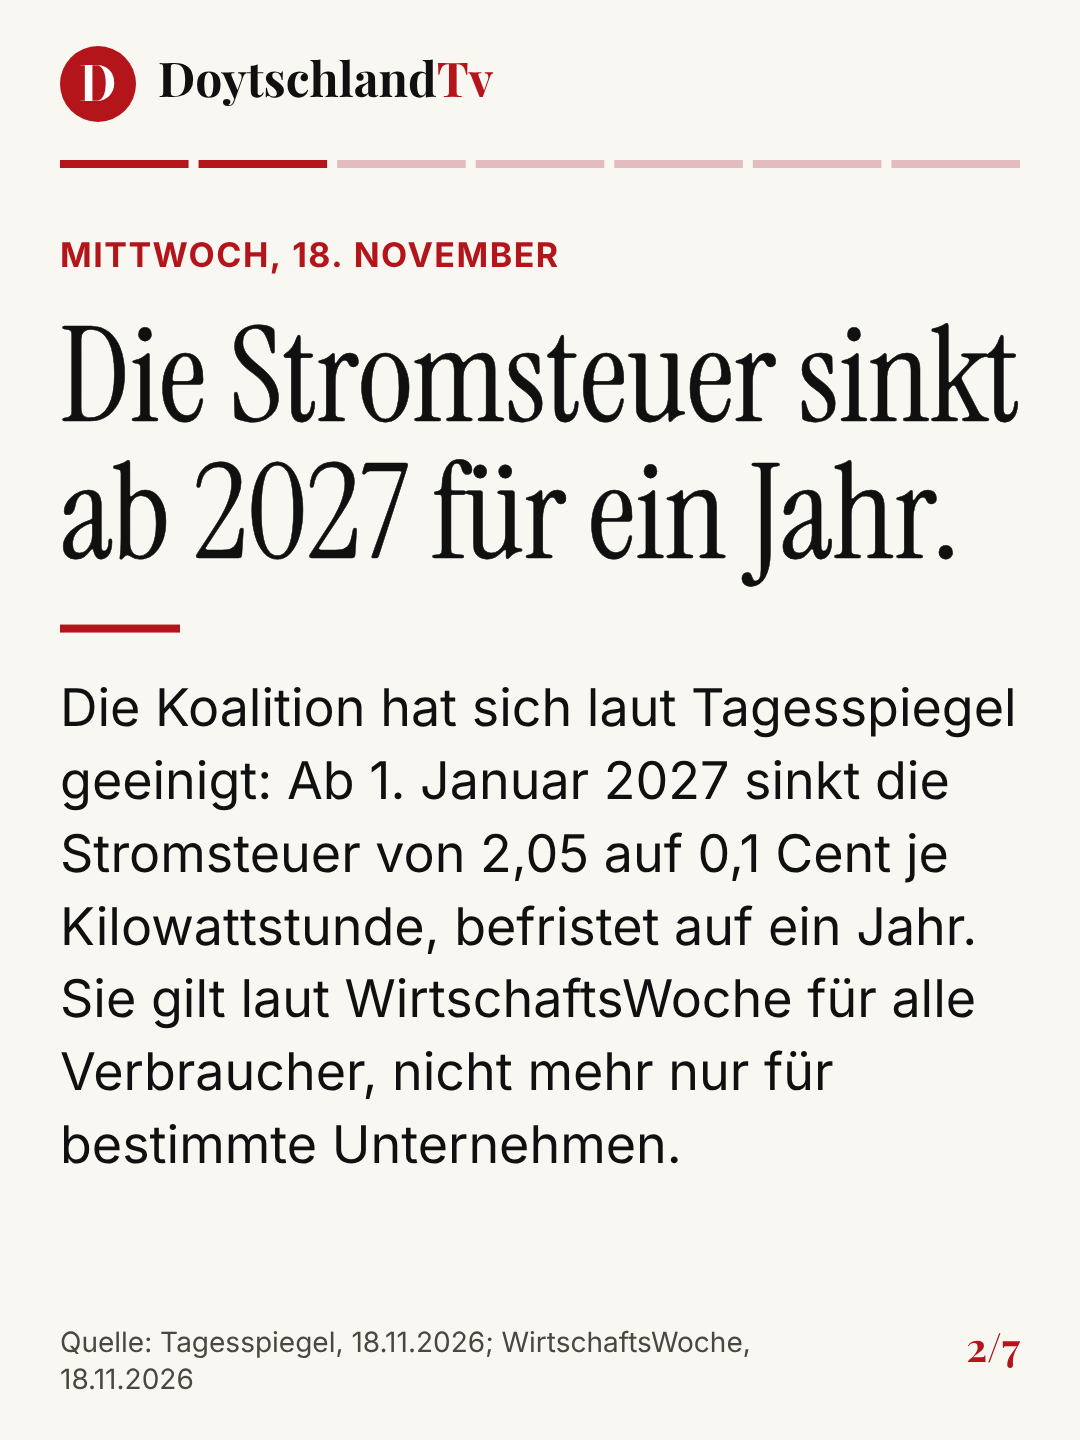 D DoytschlandTv
MITTWOCH, 18. NOVEMBER
Die Stromsteuer sinkt
ab 2027 für ein Jahr.
Die Koalition hat sich laut Tagesspiegel
geeinigt: Ab 1. Januar 2027 sinkt die
Stromsteuer von 2,05 auf 0,1 Cent je
Kilowattstunde, befristet auf ein Jahr.
Sie gilt laut WirtschaftsWoche für alle
Verbraucher, nicht mehr nur für
bestimmte Unternehmen.
Quelle: Tagesspiegel, 18.11.2026; WirtschaftsWoche,
18.11.2026
2/7